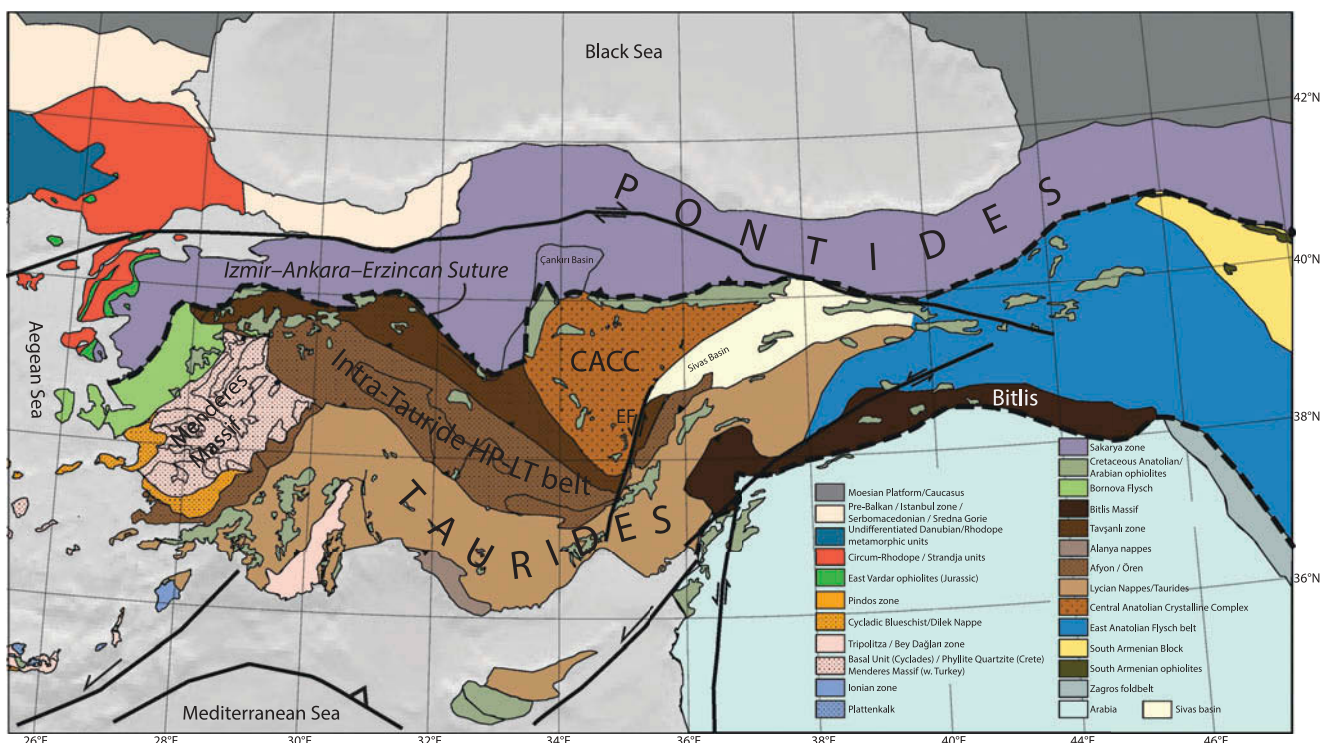 Black Sea
42°N
PONTIDES
40°N
Izmir–Ankara–Erzincan Suture
Çankırı Basin
Aegean Sea
CACC
Sivas Basin
Intra-Tauride HP-LT belt
Menderes
Massif
EF
Bitlis
38°N
TAURIDES
36°N
Mediterranean Sea
Moesian Platform/Caucasus
Pre-Balkan / Istanbul zone /
Serbomacedonian / Sredna Gorie
Undifferentiated Danubian/Rhodope
metamorphic units
Circum-Rhodope / Strandja units
East Vardar ophiolites (Jurassic)
Pindos zone
Cycladic Blueschist/Dilek Nappe
Tripolitza / Bey Dağları zone
Basal Unit (Cyclades) / Phyllite Quartzite (Crete)
Menderes Massif (w. Turkey)
Ionian zone
Plattenkalk
Sakarya zone
Cretaceous Anatolian/
Arabian ophiolites
Bornova Flysch
Bitlis Massif
Tavşanlı zone
Alanya nappes
Afyon / Ören
Lycian Nappes/Taurides
Central Anatolian Crystalline Complex
East Anatolian Flysch belt
South Armenian Block
South Armenian ophiolites
Zagros foldbelt
Arabia
Sivas basin
26°E
28°E
30°E
32°E
34°E
36°E
38°E
40°E
42°E
44°E
46°E